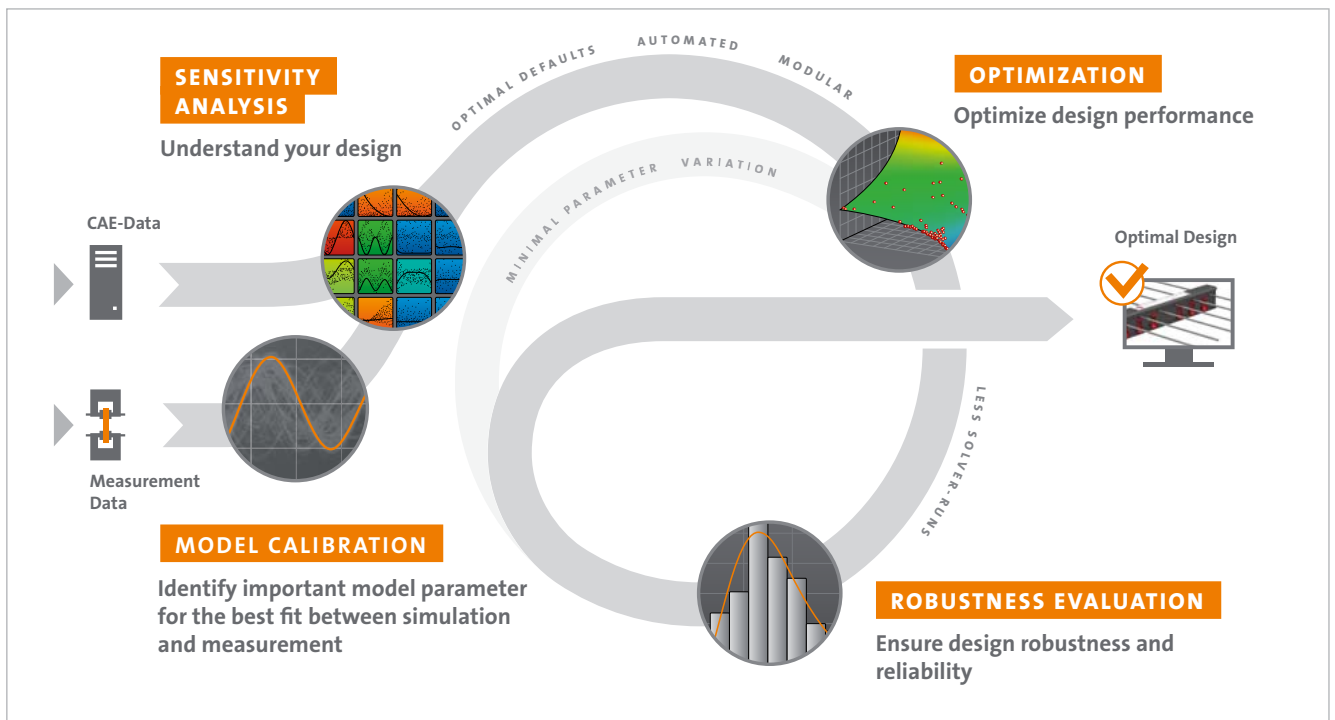 SENSITIVITY
ANALYSIS
Understand your design
OPTIMAL DEFAULTS AUTOMATED MODULAR
MINIMAL PARAMETER VARIATION
OPTIMIZATION
Optimize design performance
CAE-Data
Optimal Design
Measurement
Data
LESS SOLVER-RUNS
MODEL CALIBRATION
Identify important model parameter
for the best fit between simulation
and measurement
ROBUSTNESS EVALUATION
Ensure design robustness and
reliability